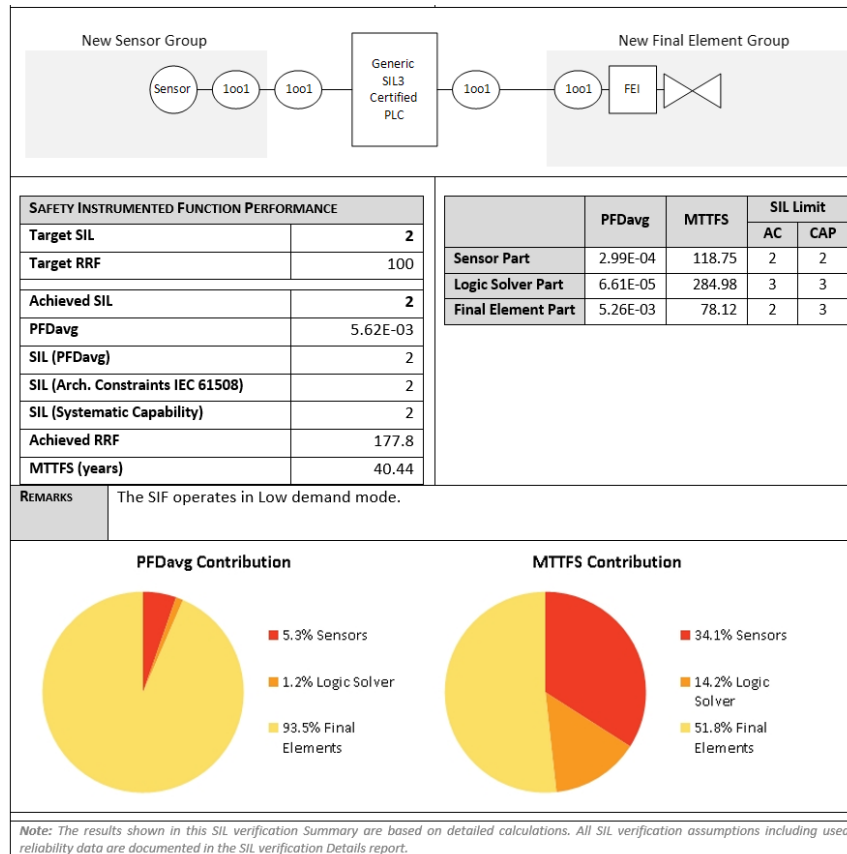 New Sensor Group
New Final Element Group
Sensor
1oo1
1oo1
Generic
SIL3
Certified
PLC
1oo1
1oo1
FEI
SAFETY INSTRUMENTED FUNCTION PERFORMANCE
Target SIL 2
Target RRF 100
Achieved SIL 2
PFDavg 5.62E-03
SIL (PFDavg) 2
SIL (Arch. Constraints IEC 61508) 2
SIL (Systematic Capability) 2
Achieved RRF 177.8
MTTFS (years) 40.44
PFDavg MTTFS SIL Limit
AC CAP
Sensor Part 2.99E-04 118.75 2 2
Logic Solver Part 6.61E-05 284.98 3 3
Final Element Part 5.26E-03 78.12 2 3
REMARKS The SIF operates in Low demand mode.
PFDavg Contribution
5.3% Sensors
1.2% Logic Solver
93.5% Final
Elements
MTTFS Contribution
34.1% Sensors
14.2% Logic
Solver
51.8% Final
Elements
Note: The results shown in this SIL verification Summary are based on detailed calculations. All SIL verification assumptions including used
reliability data are documented in the SIL verification Details report.